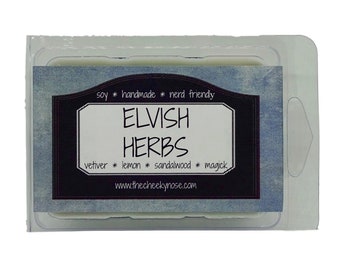 soy * handmade * nerd friendly
ELVISH
HERBS
vetiver * lemon * sandalwood * magick
www.thecheekynose.com